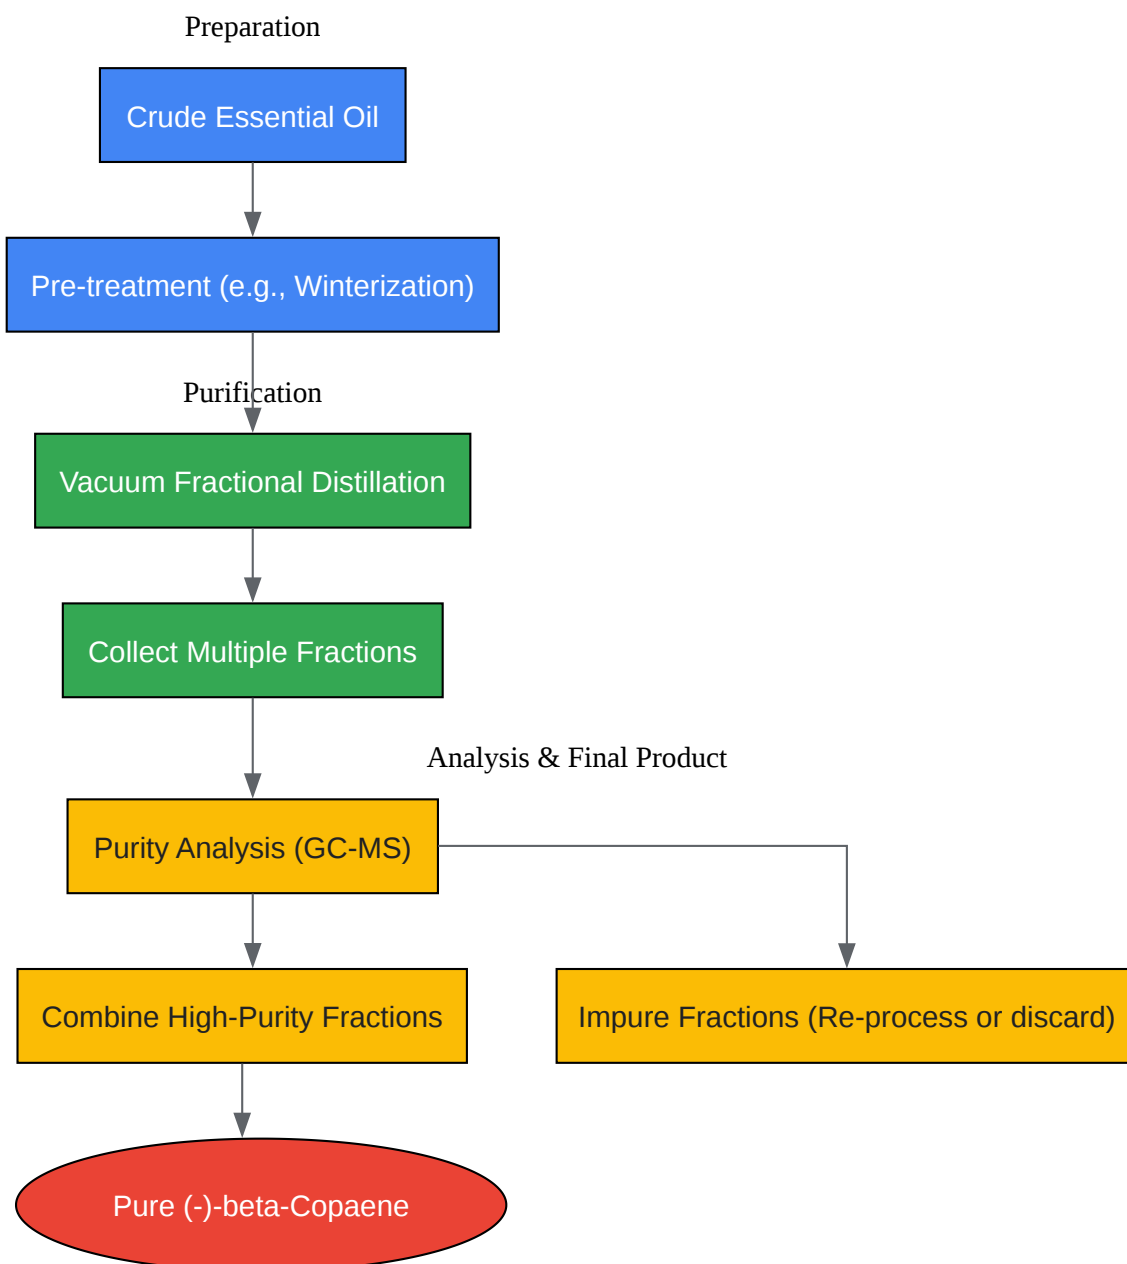 Preparation
Crude Essential Oil
Pre-treatment (e.g., Winterization)
Purification
Vacuum Fractional Distillation
Collect Multiple Fractions
Analysis & Final Product
Purity Analysis (GC-MS)
Combine High-Purity Fractions
Impure Fractions (Re-process or discard)
Pure (-)-beta-Copaene